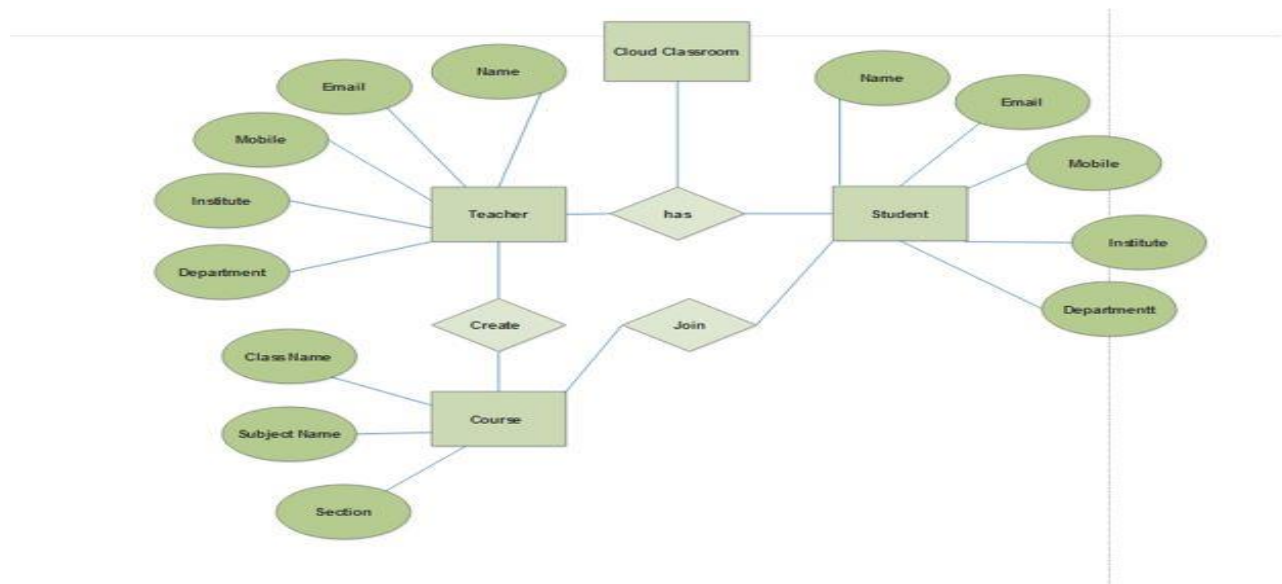 Cloud Classroom
Name
Email
Mobile
Institute
Department
Teacher
has
Student
Name
Email
Mobile
Institute
Departmentt
Create
Join
Class Name
Subject Name
Section
Course